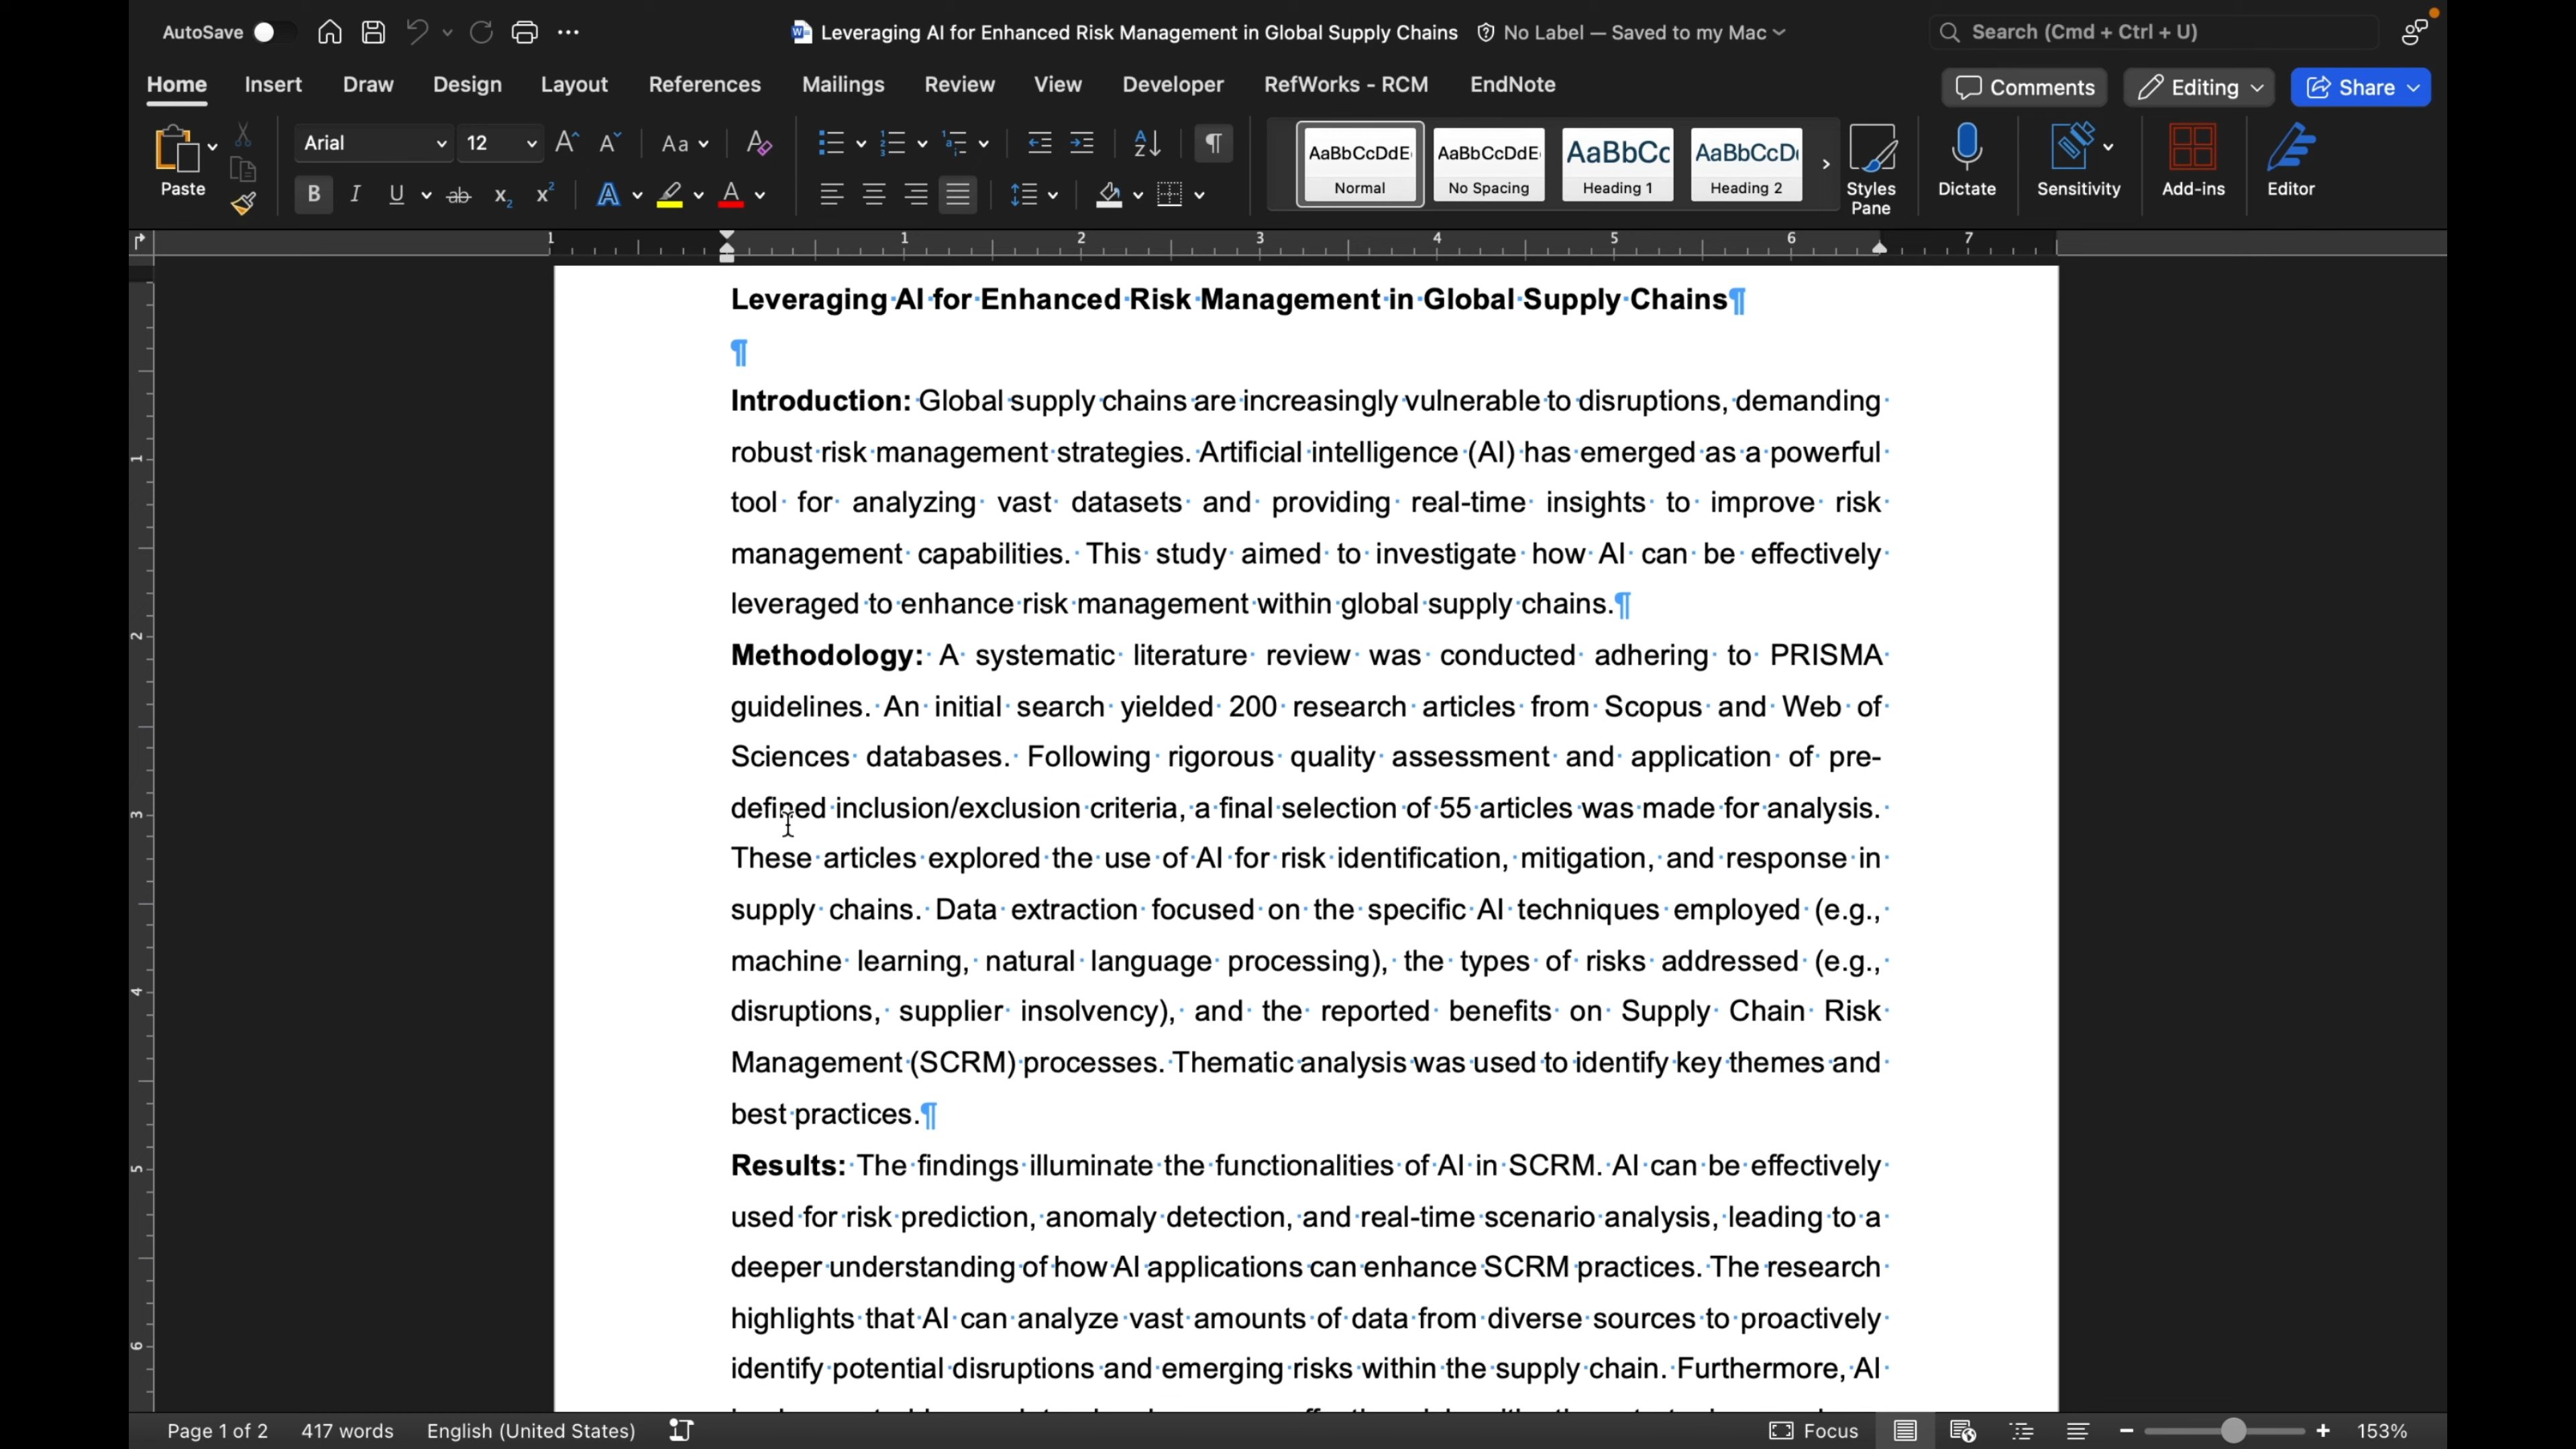 AutoSave
Leveraging AI for Enhanced Risk Management in Global Supply Chains
No Label — Saved to my Mac
Search (Cmd + Ctrl + U)
Home Insert Draw Design Layout References Mailings Review View Developer RefWorks - RCM EndNote
Comments Editing Share
Paste
Arial 12
Aa
AaBbCcDdE AaBbCcDdE AaBbCc AaBbCcD
Normal No Spacing Heading 1 Heading 2
Styles Pane
Dictate
Sensitivity
Add-ins
Editor
1 1 2 3 4 5 6 7
Leveraging AI for Enhanced Risk Management in Global Supply Chains¶
¶
Introduction: Global supply chains are increasingly vulnerable to disruptions, demanding
robust risk management strategies. Artificial intelligence (AI) has emerged as a powerful
tool for analyzing vast datasets and providing real-time insights to improve risk
management capabilities. This study aimed to investigate how AI can be effectively
leveraged to enhance risk management within global supply chains.¶
Methodology: A systematic literature review was conducted adhering to PRISMA
guidelines. An initial search yielded 200 research articles from Scopus and Web of
Sciences databases. Following rigorous quality assessment and application of pre-
defined inclusion/exclusion criteria, a final selection of 55 articles was made for analysis.
These articles explored the use of AI for risk identification, mitigation, and response in
supply chains. Data extraction focused on the specific AI techniques employed (e.g.,
machine learning, natural language processing), the types of risks addressed (e.g.,
disruptions, supplier insolvency), and the reported benefits on Supply Chain Risk
Management (SCRM) processes. Thematic analysis was used to identify key themes and
best practices.¶
Results: The findings illuminate the functionalities of AI in SCRM. AI can be effectively
used for risk prediction, anomaly detection, and real-time scenario analysis, leading to a
deeper understanding of how AI applications can enhance SCRM practices. The research
highlights that AI can analyze vast amounts of data from diverse sources to proactively
identify potential disruptions and emerging risks within the supply chain. Furthermore, AI
Page 1 of 2 417 words English (United States) Focus 153%